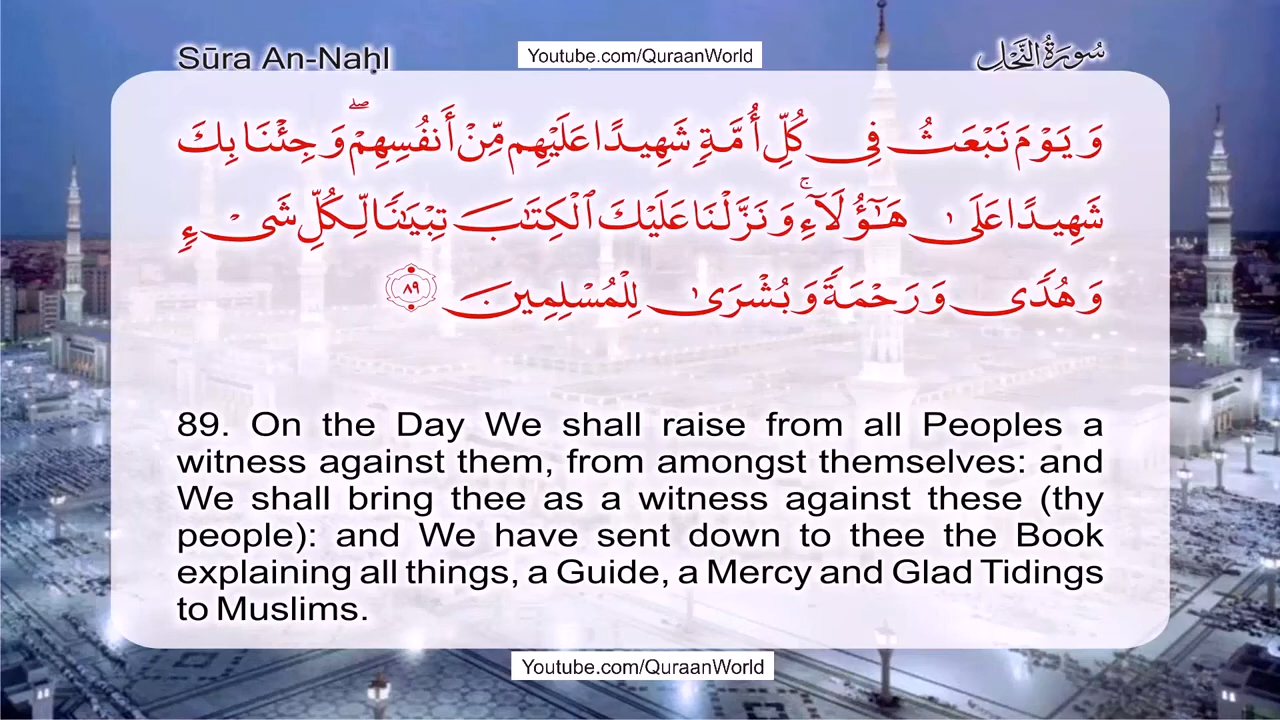 Sūra An-Naḥl
Youtube.com/QuraanWorld
سُورَةُ النَّحْلِ
وَيَوْمَ نَبْعَثُ فِى كُلِّ أُمَّةٍ شَهِيدًا عَلَيْهِم مِّنْ أَنفُسِهِمْ ۖ وَجِئْنَا بِكَ
شَهِيدًا عَلَىٰ هَـٰٓؤُلَآءِ ۚ وَنَزَّلْنَا عَلَيْكَ ٱلْكِتَـٰبَ تِبْيَـٰنًا لِّكُلِّ شَىْءٍ
وَهُدًى وَرَحْمَةً وَبُشْرَىٰ لِلْمُسْلِمِينَ ٨٩
89. On the Day We shall raise from all Peoples a
witness against them, from amongst themselves: and
We shall bring thee as a witness against these (thy
people): and We have sent down to thee the Book
explaining all things, a Guide, a Mercy and Glad Tidings
to Muslims.
Youtube.com/QuraanWorld